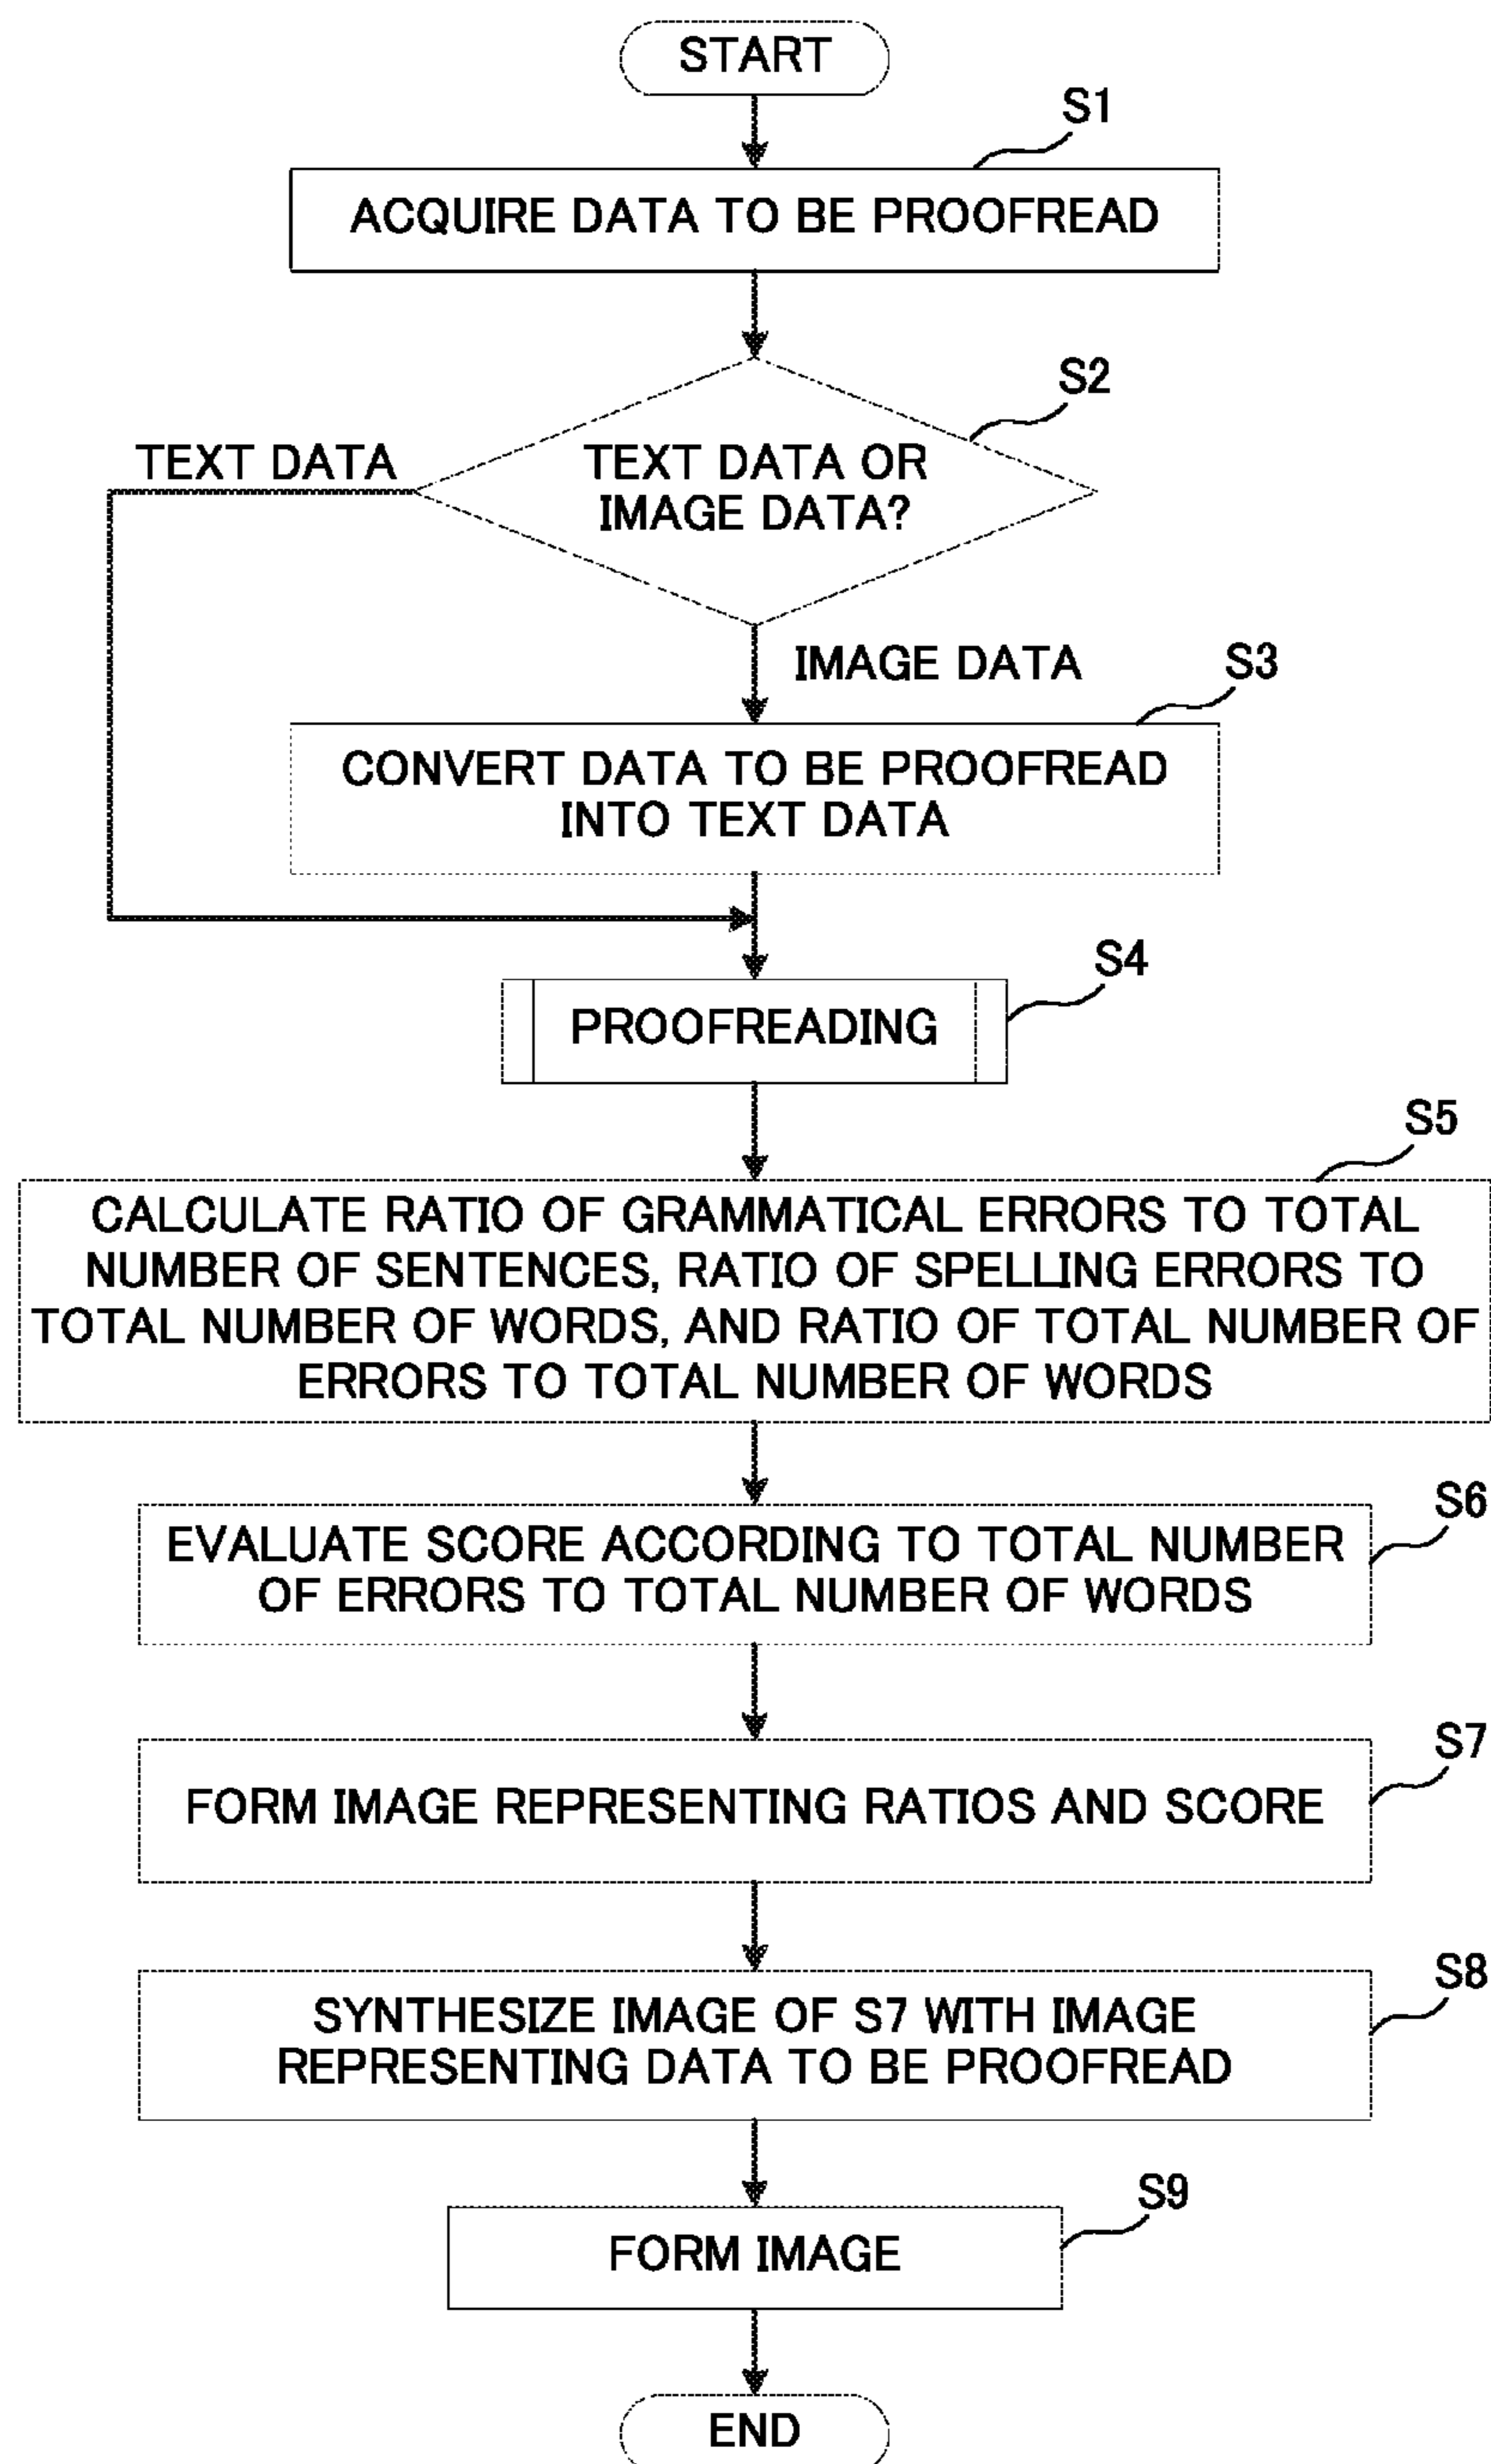 START
S1
ACQUIRE DATA TO BE PROOFREAD
S2
TEXT DATA
TEXT DATA OR
IMAGE DATA?
IMAGE DATA
S3
CONVERT DATA TO BE PROOFREAD
INTO TEXT DATA
S4
PROOFREADING
S5
CALCULATE RATIO OF GRAMMATICAL ERRORS TO TOTAL
NUMBER OF SENTENCES, RATIO OF SPELLING ERRORS TO
TOTAL NUMBER OF WORDS, AND RATIO OF TOTAL NUMBER OF
ERRORS TO TOTAL NUMBER OF WORDS
S6
EVALUATE SCORE ACCORDING TO TOTAL NUMBER
OF ERRORS TO TOTAL NUMBER OF WORDS
S7
FORM IMAGE REPRESENTING RATIOS AND SCORE
S8
SYNTHESIZE IMAGE OF S7 WITH IMAGE
REPRESENTING DATA TO BE PROOFREAD
S9
FORM IMAGE
END